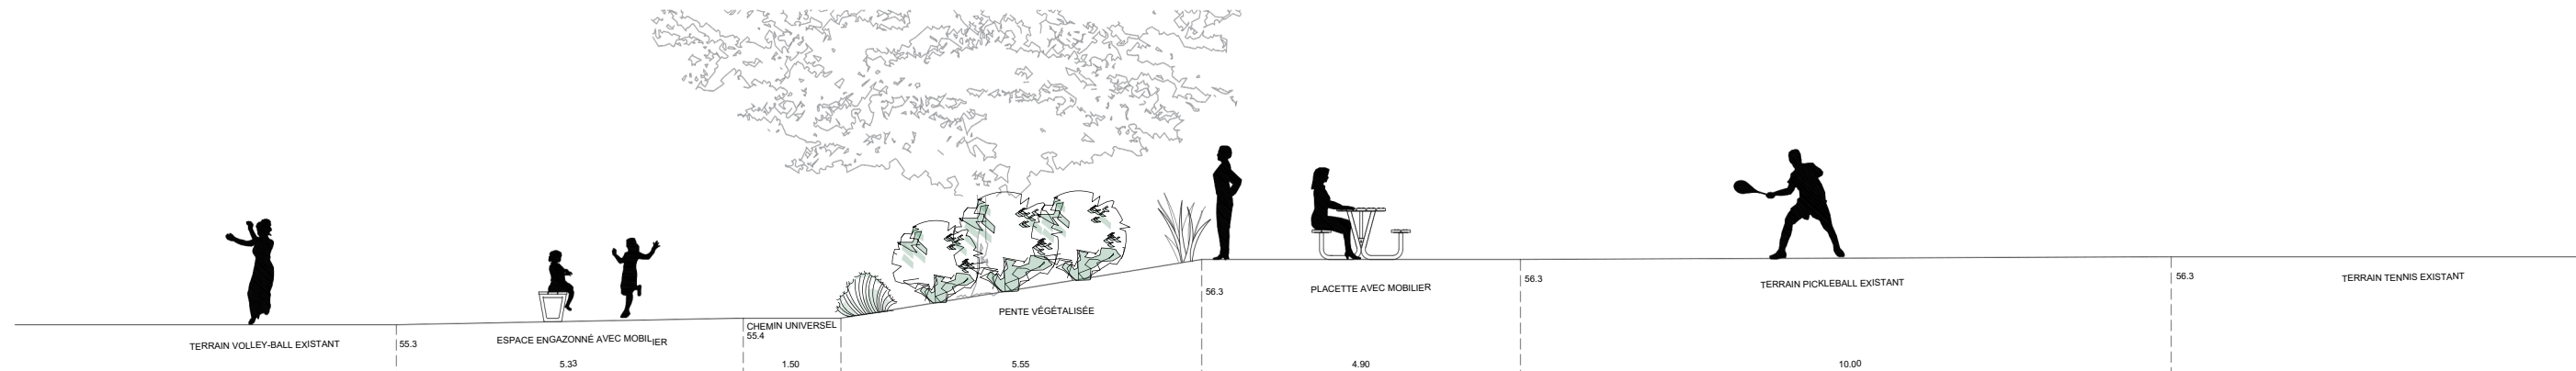 TERRAIN VOLLEY-BALL EXISTANT
55.3
ESPACE ENGAZONNÉ AVEC MOBILIER
5.33
CHEMIN UNIVERSEL
55.4
1.50
PENTE VÉGÉTALISÉE
5.55
56.3
PLACETTE AVEC MOBILIER
4.90
56.3
TERRAIN PICKLEBALL EXISTANT
10.00
56.3
TERRAIN TENNIS EXISTANT